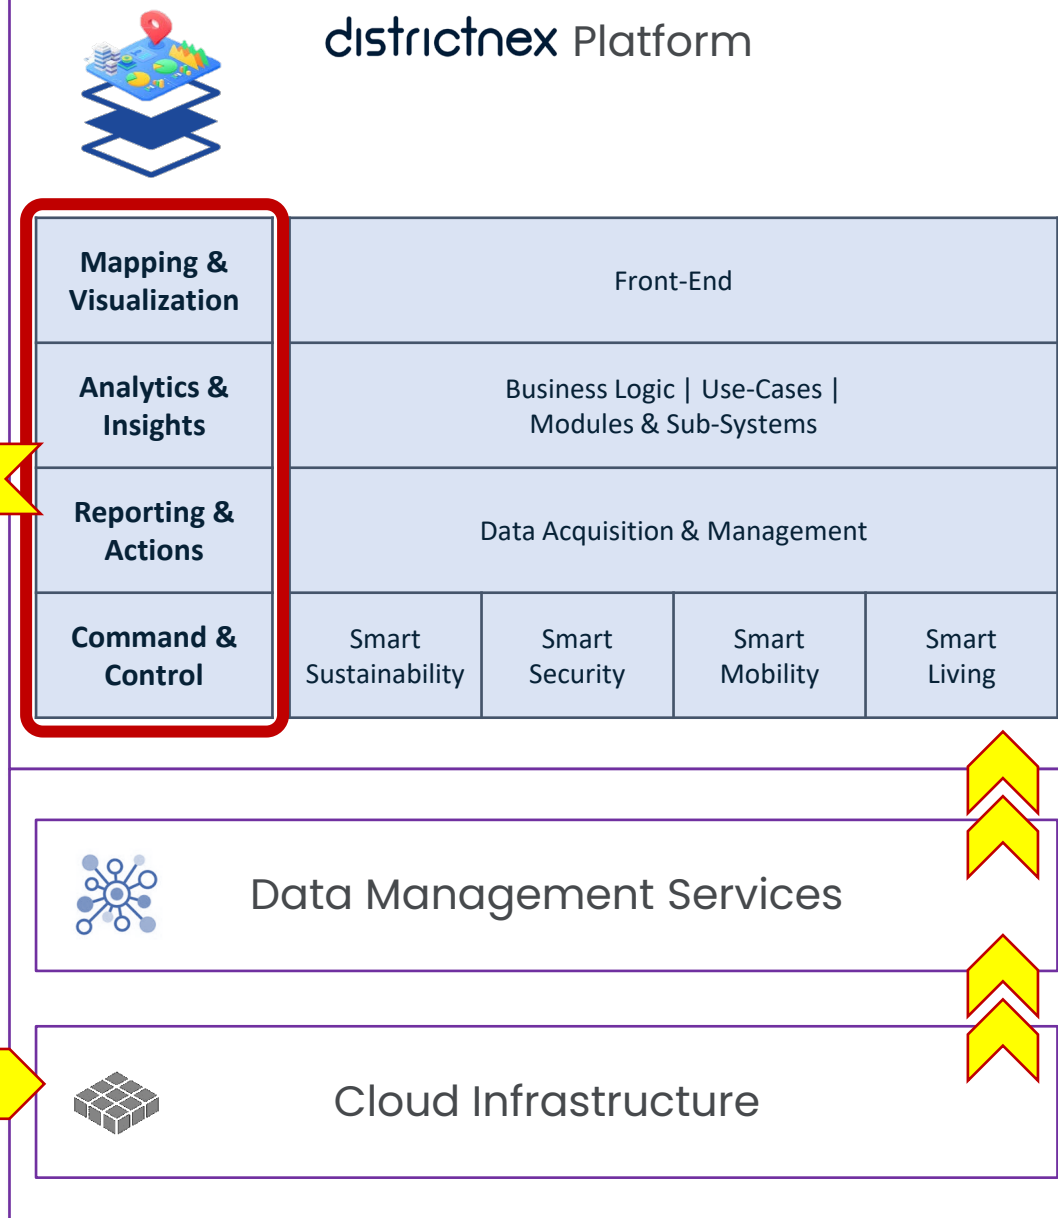 districtnex Platform
Mapping &
Visualization
Front-End
Analytics &
Insights
Business Logic | Use-Cases |
Modules & Sub-Systems
Reporting &
Actions
Data Acquisition & Management
Command &
Control
Smart
Sustainability
Smart
Security
Smart
Mobility
Smart
Living
Data Management Services
Cloud Infrastructure